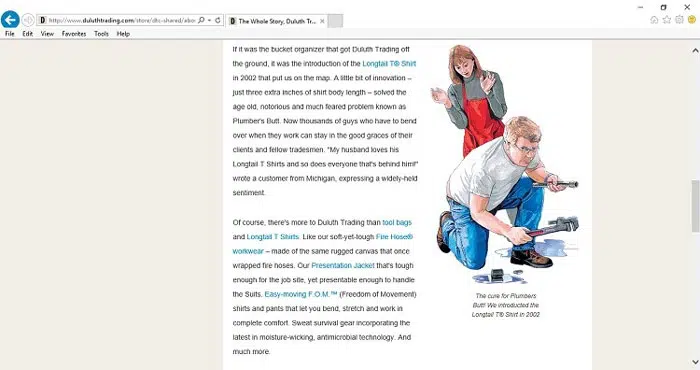 http://www.duluthtrading.com/store/dls-shared/abou
The Whole Story, Duluth Tr...
File Edit View Favorites Tools Help
If it was the bucket organizer that got Duluth Trading off
the ground, it was the introduction of the Longtail T® Shirt
in 2002 that put us on the map. A little bit of innovation –
just three extra inches of shirt body length – solved the
age old, notorious and much feared problem known as
Plumber's Butt. Now thousands of guys who have to bend
over when they work can stay in the good graces of their
clients and fellow tradesmen. "My husband loves his
Longtail T Shirts and so does everyone that's behind him!"
wrote a customer from Michigan, expressing a widely-held
sentiment.
Of course, there's more to Duluth Trading than tool bags
and Longtail T Shirts. Like our soft-yet-tough Fire Hose®
workwear – made of the same rugged canvas that once
wrapped fire hoses. Our Presentation Jacket that's tough
enough for the job site, yet presentable enough to handle
the Suits. Easy-moving F.O.M.™ (Freedom of Movement)
shirts and pants that let you bend, stretch and work in
complete comfort. Sweat survival gear incorporating the
latest in moisture-wicking, antimicrobial technology. And
much more.
The cure for Plumbers
Butt! We introduced the
Longtail T® Shirt in 2002